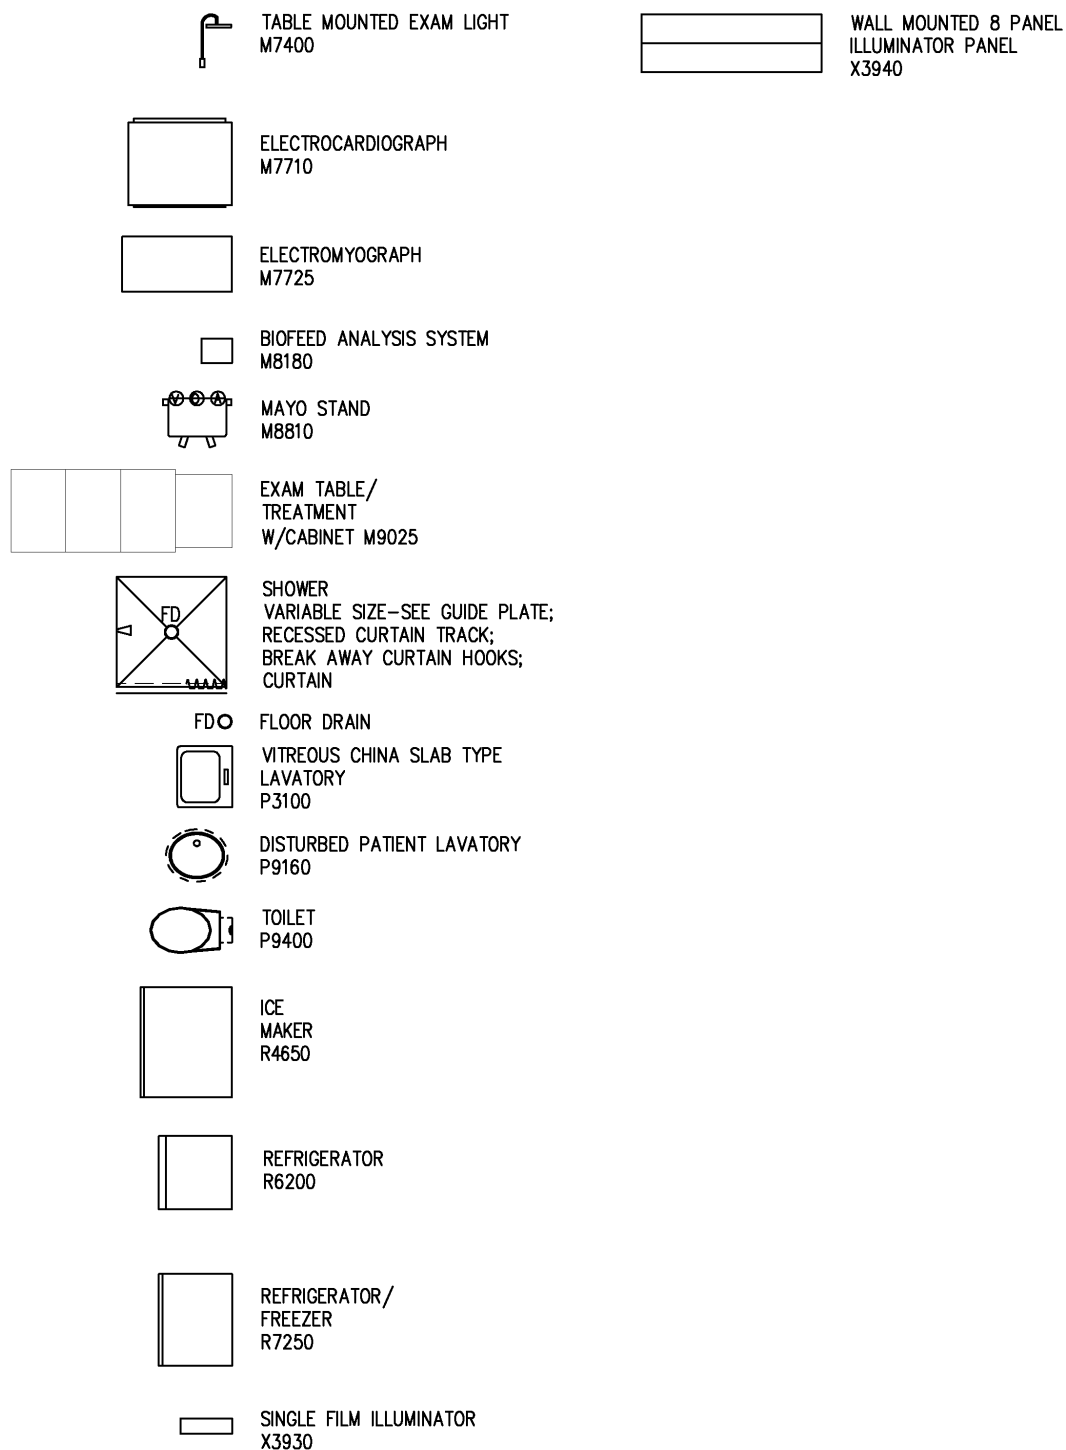 TABLE MOUNTED EXAM LIGHT
M7400
WALL MOUNTED 8 PANEL
ILLUMINATOR PANEL
X3940
ELECTROCARDIOGRAPH
M7710
ELECTROMYOGRAPH
M7725
BIOFEED ANALYSIS SYSTEM
M8180
V O A
MAYO STAND
M8810
EXAM TABLE/
TREATMENT
W/CABINET M9025
FD
SHOWER
VARIABLE SIZE-SEE GUIDE PLATE;
RECESSED CURTAIN TRACK;
BREAK AWAY CURTAIN HOOKS;
CURTAIN
FD
FLOOR DRAIN
VITREOUS CHINA SLAB TYPE
LAVATORY
P3100
DISTURBED PATIENT LAVATORY
P9160
TOILET
P9400
ICE
MAKER
R4650
REFRIGERATOR
R6200
REFRIGERATOR/
FREEZER
R7250
SINGLE FILM ILLUMINATOR
X3930